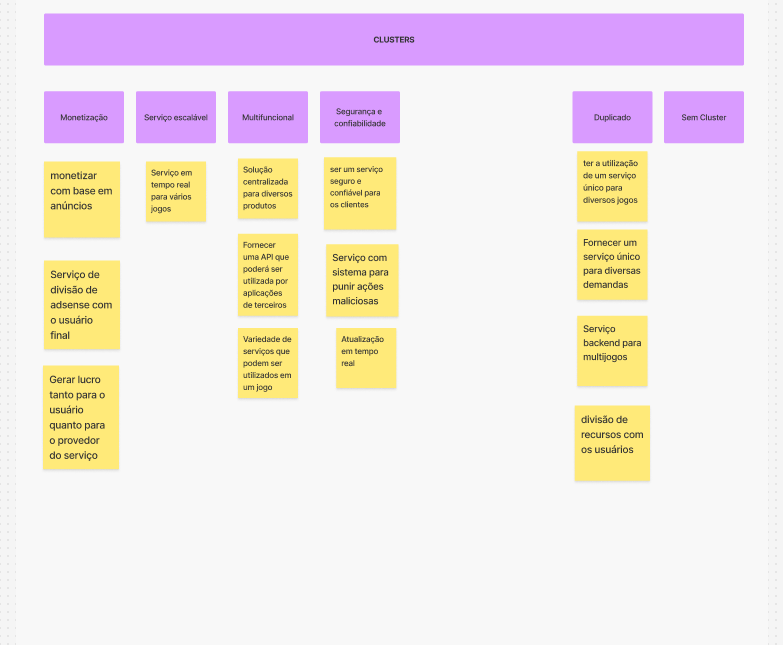 CLUSTERS
Monetização
Serviço escalável
Multifuncional
Segurança e
confiabilidade
Duplicado
Sem Cluster
monetizar
com base em
anúncios
Serviço de
divisão de
adsense com
o usuário
final
Gerar lucro
tanto para o
usuário
quanto para
o provedor
do serviço
Serviço em
tempo real
para vários
jogos
Solução
centralizada
para diversos
produtos
Fornecer
uma API que
poderá ser
utilizada por
aplicações
de terceiros
Variedade de
serviços que
podem ser
utilizados em
um jogo
ser um serviço
seguro e
confiável para
os clientes
Serviço com
sistema para
punir ações
maliciosas
Atualização
em tempo
real
ter a utilização
de um serviço
único para
diversos jogos
Fornecer um
serviço único
para diversas
demandas
Serviço
backend para
multijogos
divisão de
recursos com
os usuários